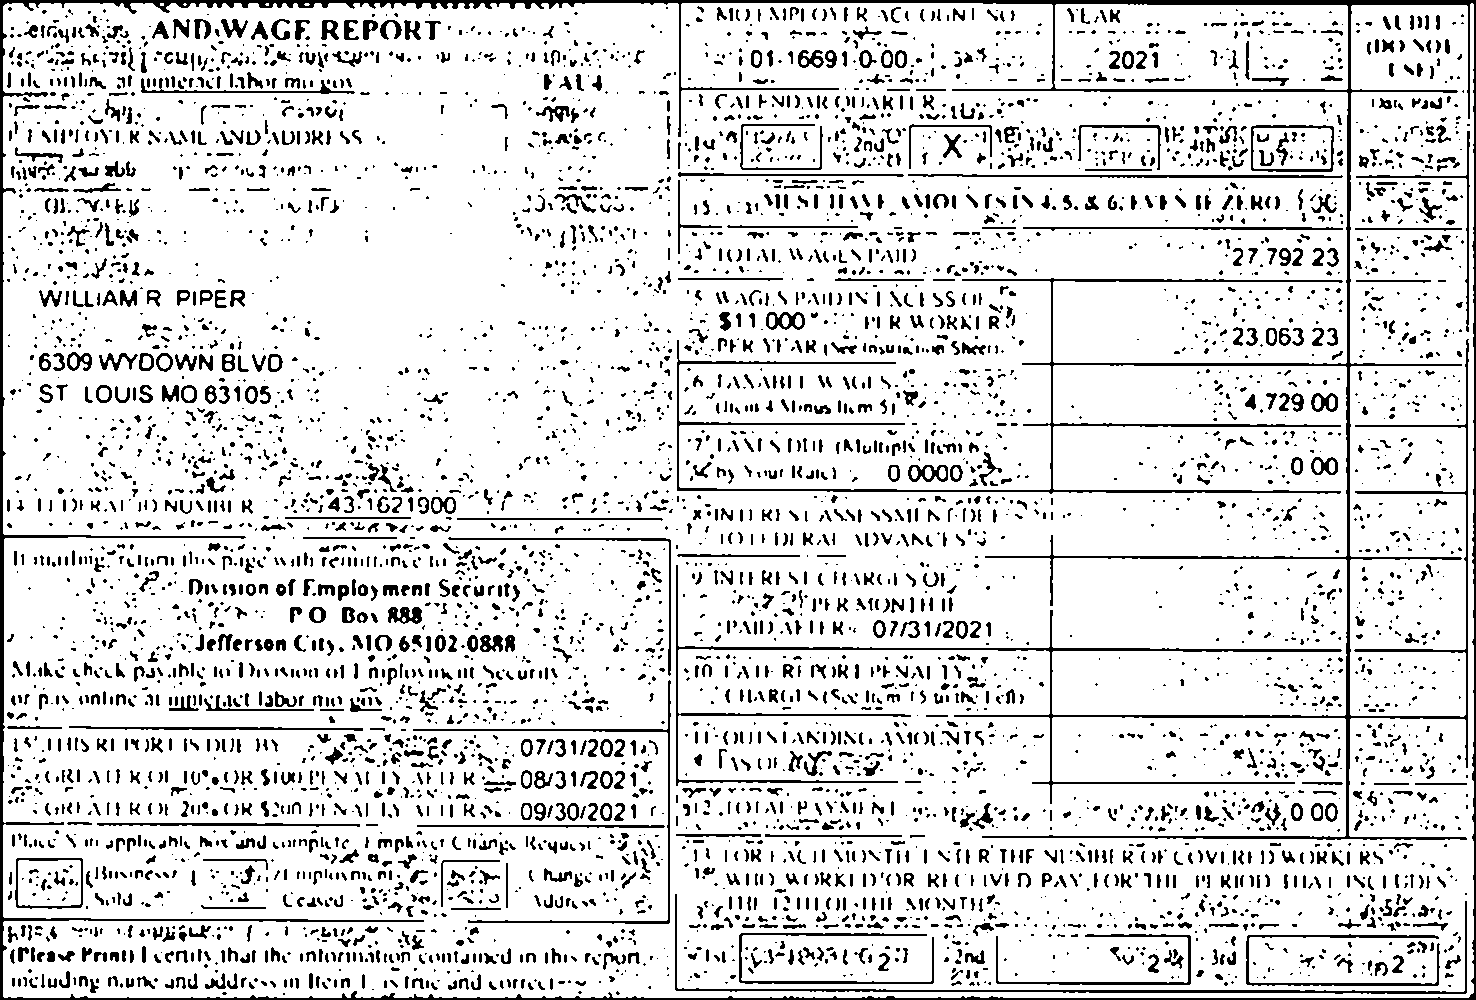 AND WAGE REPORT
File online at uinteract labor mo gov
1 EMPLOYER NAME AND ADDRESS
WILLIAM R PIPER
6309 WYDOWN BLVD
ST LOUIS MO 63105
14 FEDERAL ID NUMBER 43-1621900
If mailing, return this page with remittance to
Division of Employment Security
P O Box 888
Jefferson City, MO 65102-0888
Make check payable to Division of Employment Security
or pay online at uinteract labor mo gov
15 THIS REPORT IS DUE BY 07/31/2021
GREATER OF 10% OR $100 PENALTY AFTER 08/31/2021
GREATER OF 20% OR $200 PENALTY AFTER 09/30/2021
Place X in applicable box and complete Employer Change Request
Business Sold
Employment Ceased
Change of Address
(Please Print) I certify that the information contained in this report,
including name and address in Item 1, is true and correct
2 MO EMPLOYER ACCOUNT NO
01-16691-0-00
YEAR
2021
AUDIT
(DO NOT
USE)
Date Paid
3 CALENDAR QUARTER
1st 2nd X 3rd 4th
MUST HAVE AMOUNTS IN 4, 5, & 6, EVEN IF ZERO
4 TOTAL WAGES PAID 27,792 23
5 WAGES PAID IN EXCESS OF
$11,000 PER WORKER
PER YEAR (See Instruction Sheet) 23,063 23
6 TAXABLE WAGES
(Item 4 Minus Item 5) 4,729 00
7 TAXES DUE (Multiply Item 6
by Your Rate) 0 0000 0 00
8 INTEREST ASSESSMENT DUE
TO FEDERAL ADVANCES
9 INTEREST CHARGES OF
PER MONTH IF
PAID AFTER 07/31/2021
10 LATE REPORT PENALTY
CHARGES (See Item 15 to the Left)
11 OUTSTANDING AMOUNTS
AS OF
12 TOTAL PAYMENT 0 00
13 FOR EACH MONTH ENTER THE NUMBER OF COVERED WORKERS
WHO WORKED OR RECEIVED PAY FOR THE PERIOD THAT INCLUDES
THE 12TH OF THE MONTH
1st 2 2nd 2 3rd 2